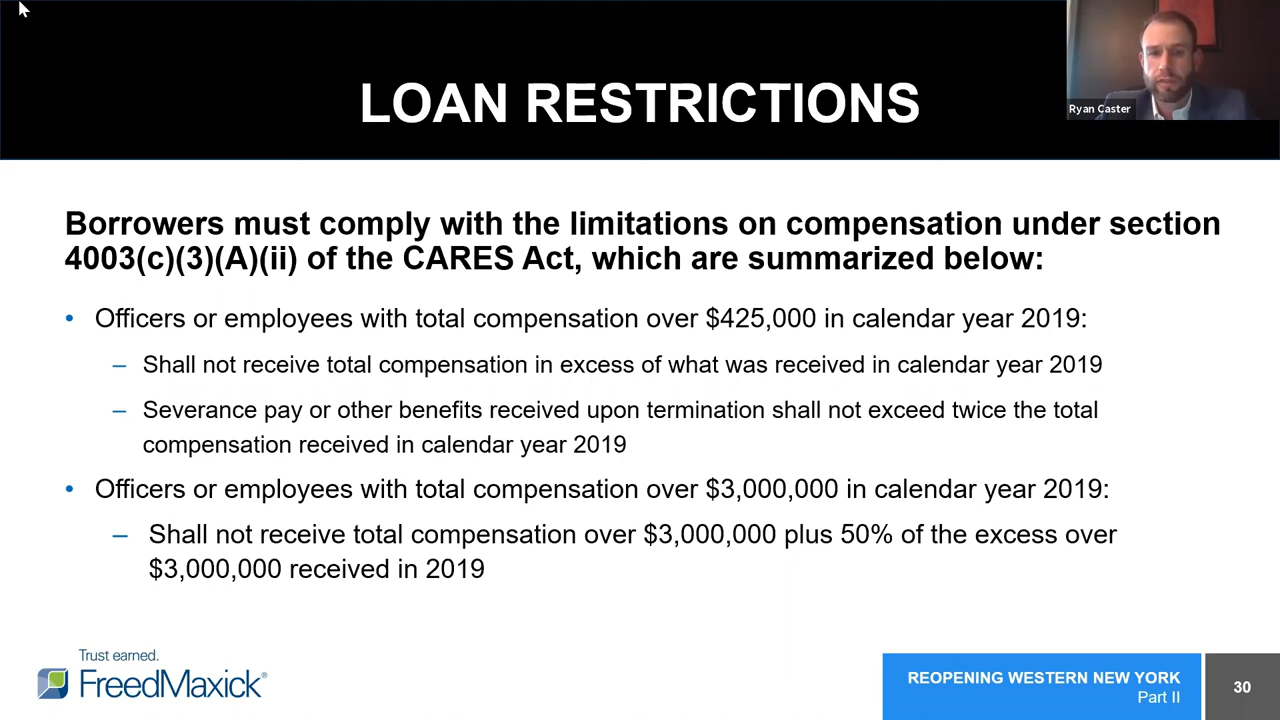 LOAN RESTRICTIONS
Ryan Caster
Borrowers must comply with the limitations on compensation under section
4003(c)(3)(A)(ii) of the CARES Act, which are summarized below:
• Officers or employees with total compensation over $425,000 in calendar year 2019:
– Shall not receive total compensation in excess of what was received in calendar year 2019
– Severance pay or other benefits received upon termination shall not exceed twice the total
compensation received in calendar year 2019
• Officers or employees with total compensation over $3,000,000 in calendar year 2019:
– Shall not receive total compensation over $3,000,000 plus 50% of the excess over
$3,000,000 received in 2019
Trust earned.
FreedMaxick®
REOPENING WESTERN NEW YORK
Part II
30